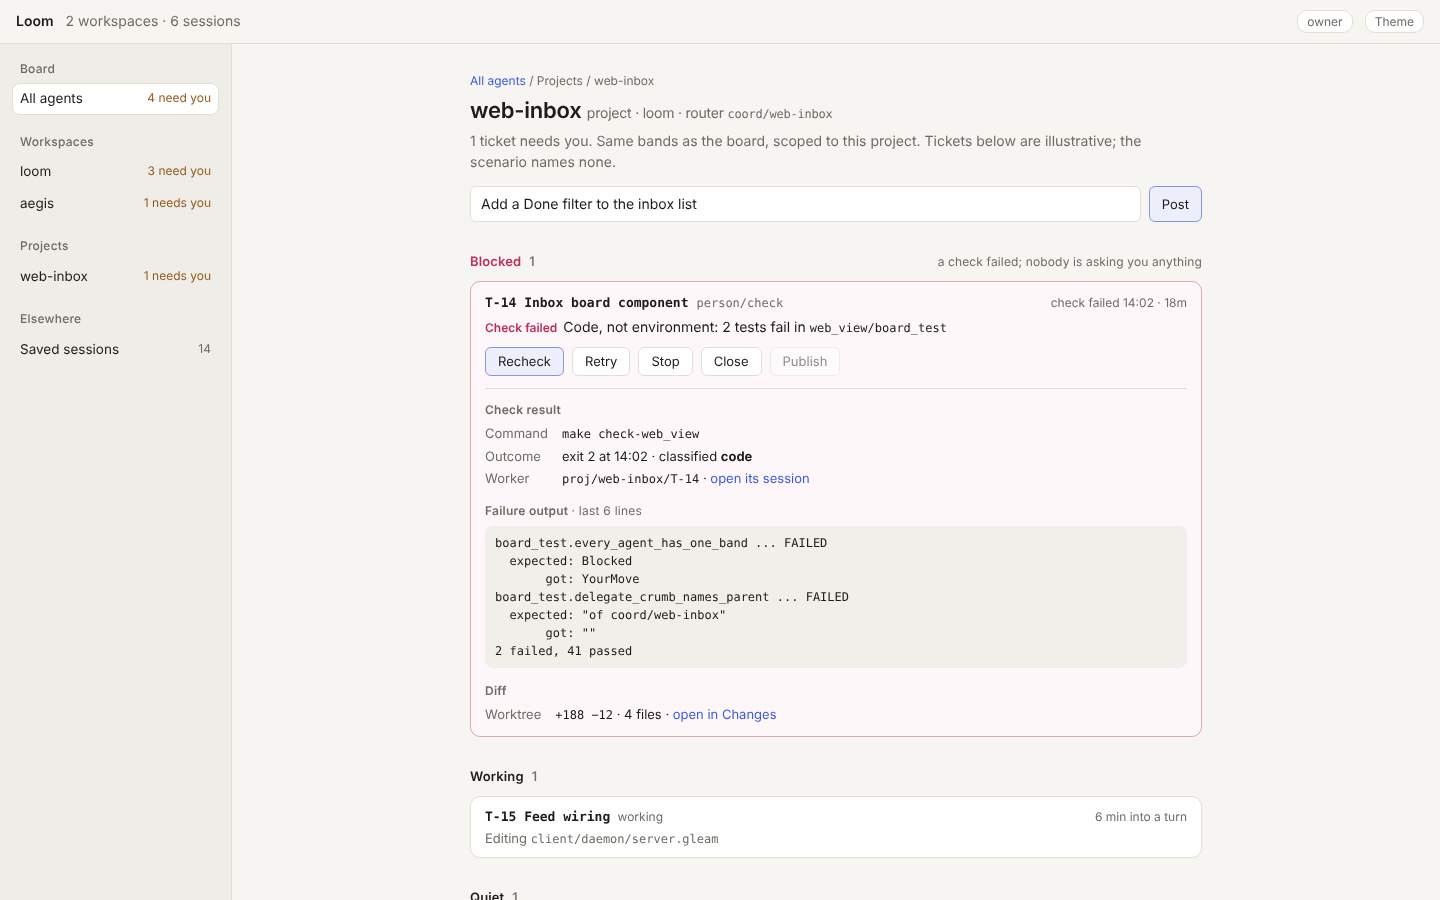 Loom 2 workspaces · 6 sessions
owner
Theme
Board
All agents 4 need you
Workspaces
loom 3 need you
aegis 1 needs you
Projects
web-inbox 1 needs you
Elsewhere
Saved sessions 14
All agents / Projects / web-inbox
web-inbox project · loom · router coord/web-inbox
1 ticket needs you. Same bands as the board, scoped to this project. Tickets below are illustrative; the
scenario names none.
Add a Done filter to the inbox list
Post
Blocked 1 a check failed; nobody is asking you anything
T-14 Inbox board component person/check check failed 14:02 · 18m
Check failed Code, not environment: 2 tests fail in web_view/board_test
Recheck Retry Stop Close Publish
Check result
Command make check-web_view
Outcome exit 2 at 14:02 · classified code
Worker proj/web-inbox/T-14 · open its session
Failure output · last 6 lines
board_test.every_agent_has_one_band ... FAILED
expected: Blocked
got: YourMove
board_test.delegate_crumb_names_parent ... FAILED
expected: "of coord/web-inbox"
got: ""
2 failed, 41 passed
Diff
Worktree +188 −12 · 4 files · open in Changes
Working 1
T-15 Feed wiring working 6 min into a turn
Editing client/daemon/server.gleam
Quiet 1